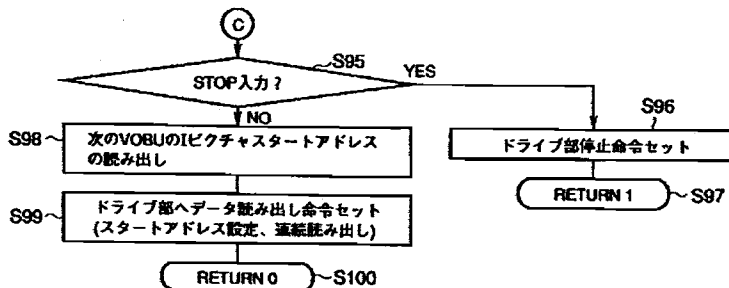 C
S95
STOP入力?
YES
NO
S96
S98
次のVOBUのIピクチャスタートアドレス
の読み出し
ドライブ部停止命令セット
RETURN 1
S97
S99
ドライブ部へデータ読み出し命令セット
(スタートアドレス設定、連続読み出し)
RETURN 0
S100